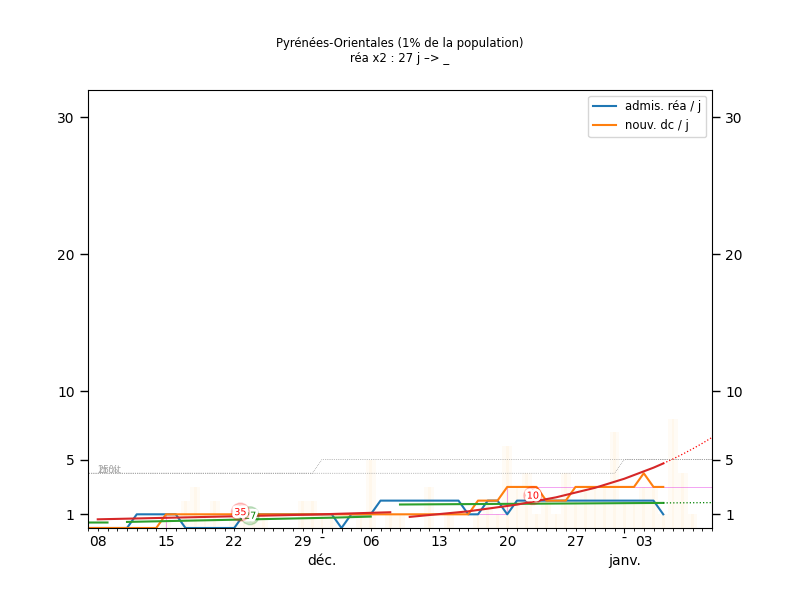 Pyrénées-Orientales (1% de la population)
réa x2 : 27 j –> _
admis. réa / j
nouv. dc / j
30 30
20 20
10 10
5 5
1 1
35
10
08 15 22 29 - 06 13 20 27 - 03
déc. janv.